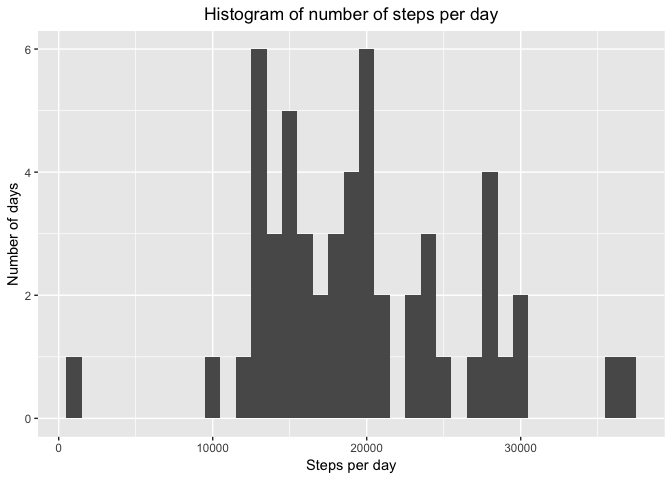 Histogram of number of steps per day
6
4
2
0
Number of days
0 10000 20000 30000
Steps per day